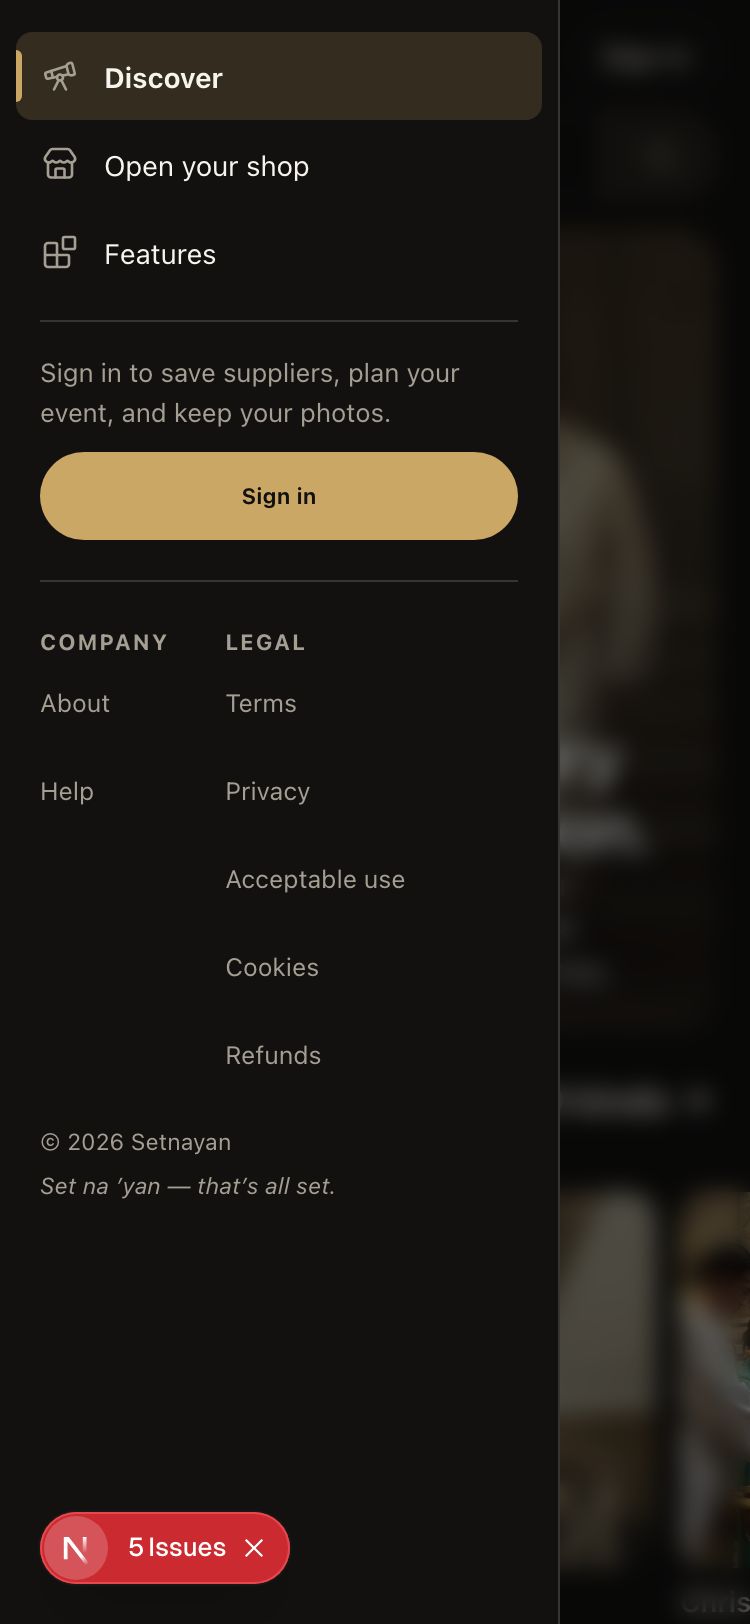 Discover
Open your shop
Features
Sign in to save suppliers, plan your
event, and keep your photos.
Sign in
COMPANY
LEGAL
About
Terms
Help
Privacy
Acceptable use
Cookies
Refunds
© 2026 Setnayan
Set na ’yan — that’s all set.
N
5 Issues